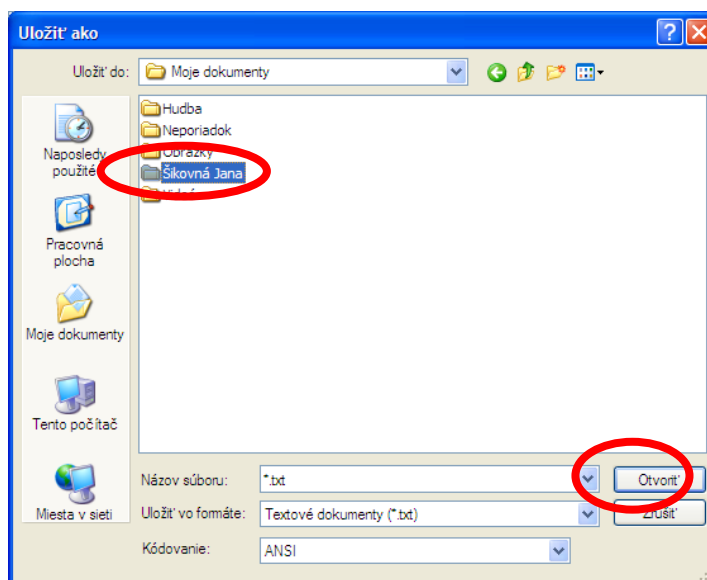 Uložiť ako
Uložiť do:
Moje dokumenty
Hudba
Neporiadok
Obrázky
Šikovná Jana
Naposledy
použité
Pracovná
plocha
Moje dokumenty
Tento počítač
Miesta v sieti
Názov súboru:
*.txt
Otvoriť
Uložiť vo formáte:
Textové dokumenty (*.txt)
Zrušiť
Kódovanie:
ANSI